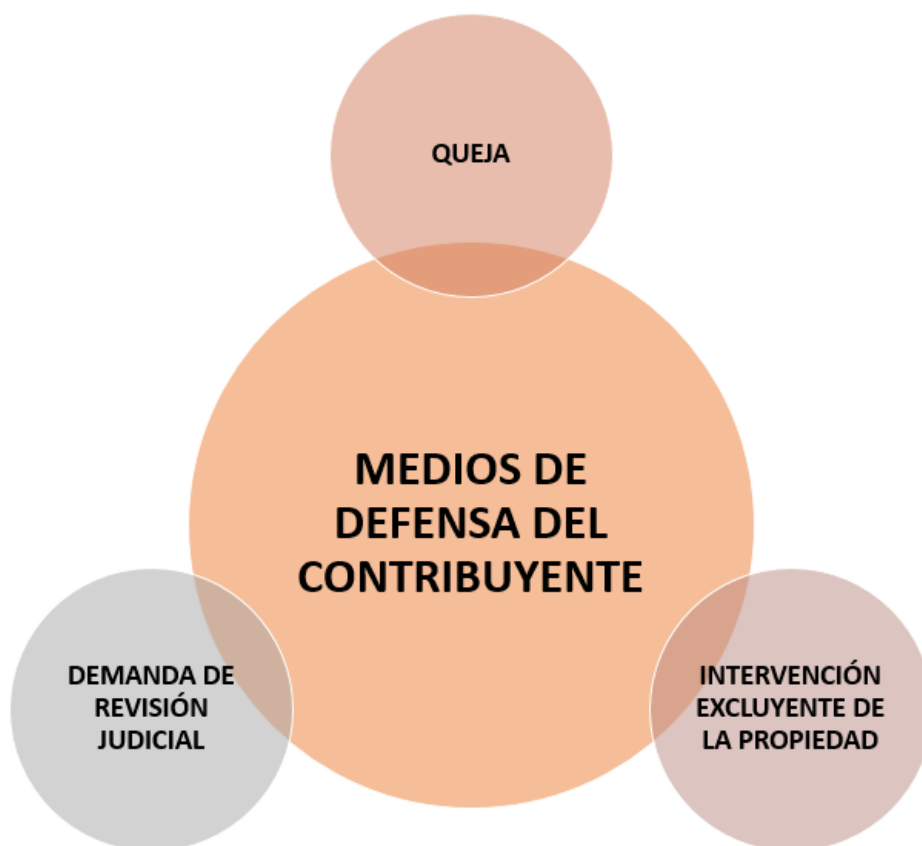 QUEJA
MEDIOS DE
DEFENSA DEL
CONTRIBUYENTE
DEMANDA DE
REVISIÓN
JUDICIAL
INTERVENCIÓN
EXCLUYENTE DE
LA PROPIEDAD